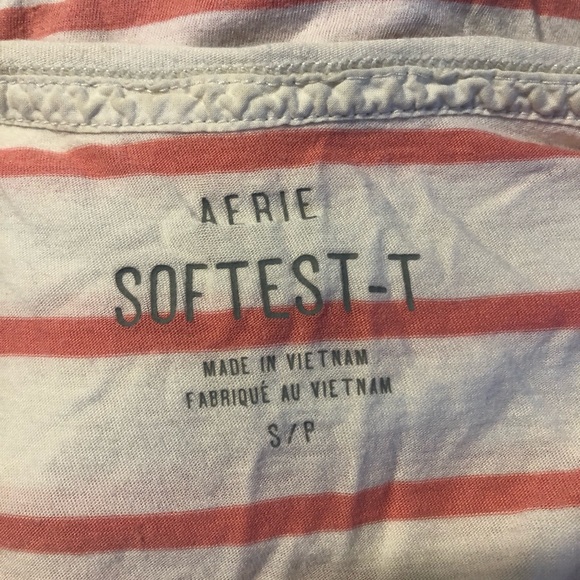 AERIE
SOFTEST-T
MADE IN VIETNAM
FABRIQUÉ AU VIETNAM
S/P